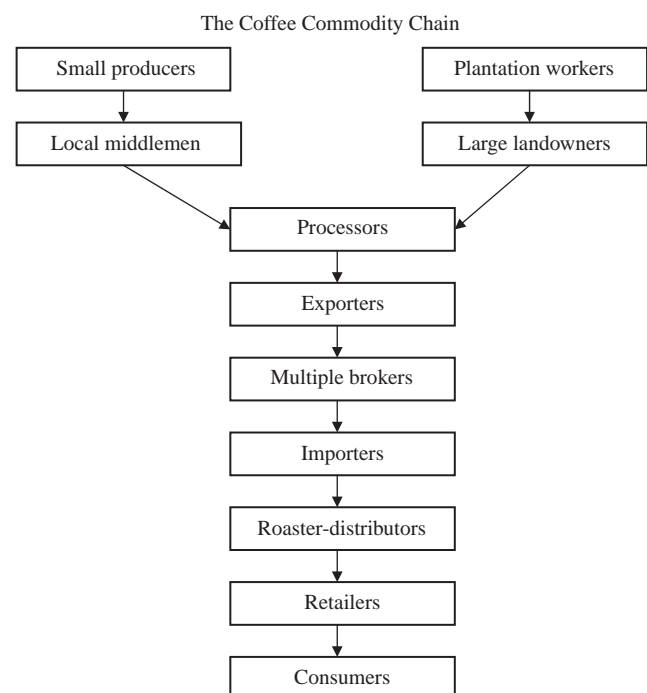 The Coffee Commodity Chain
Small producers
Plantation workers
Local middlemen
Large landowners
Processors
Exporters
Multiple brokers
Importers
Roaster-distributors
Retailers
Consumers